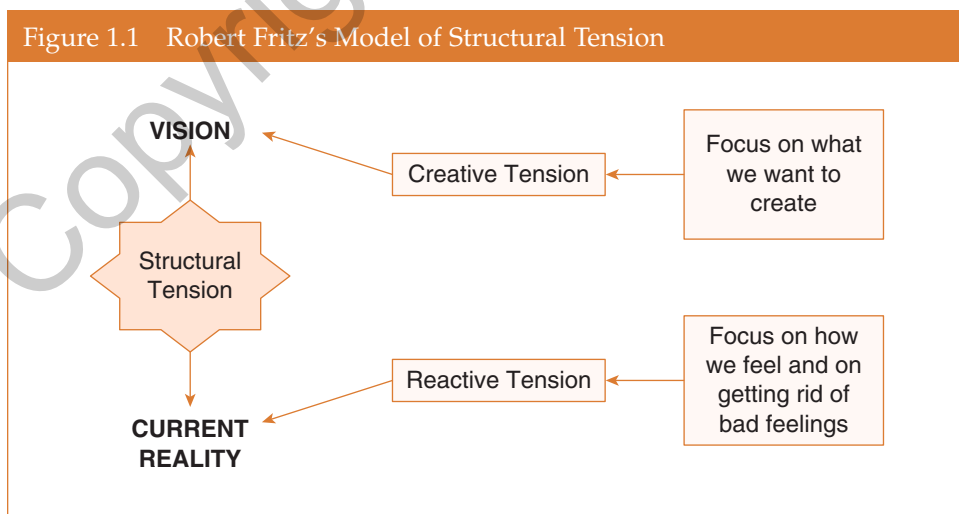 Figure 1.1 Robert Fritz's Model of Structural Tension
VISION
Creative Tension
Focus on what
we want to
create
Structural
Tension
Reactive Tension
Focus on how
we feel and on
getting rid of
bad feelings
CURRENT
REALITY